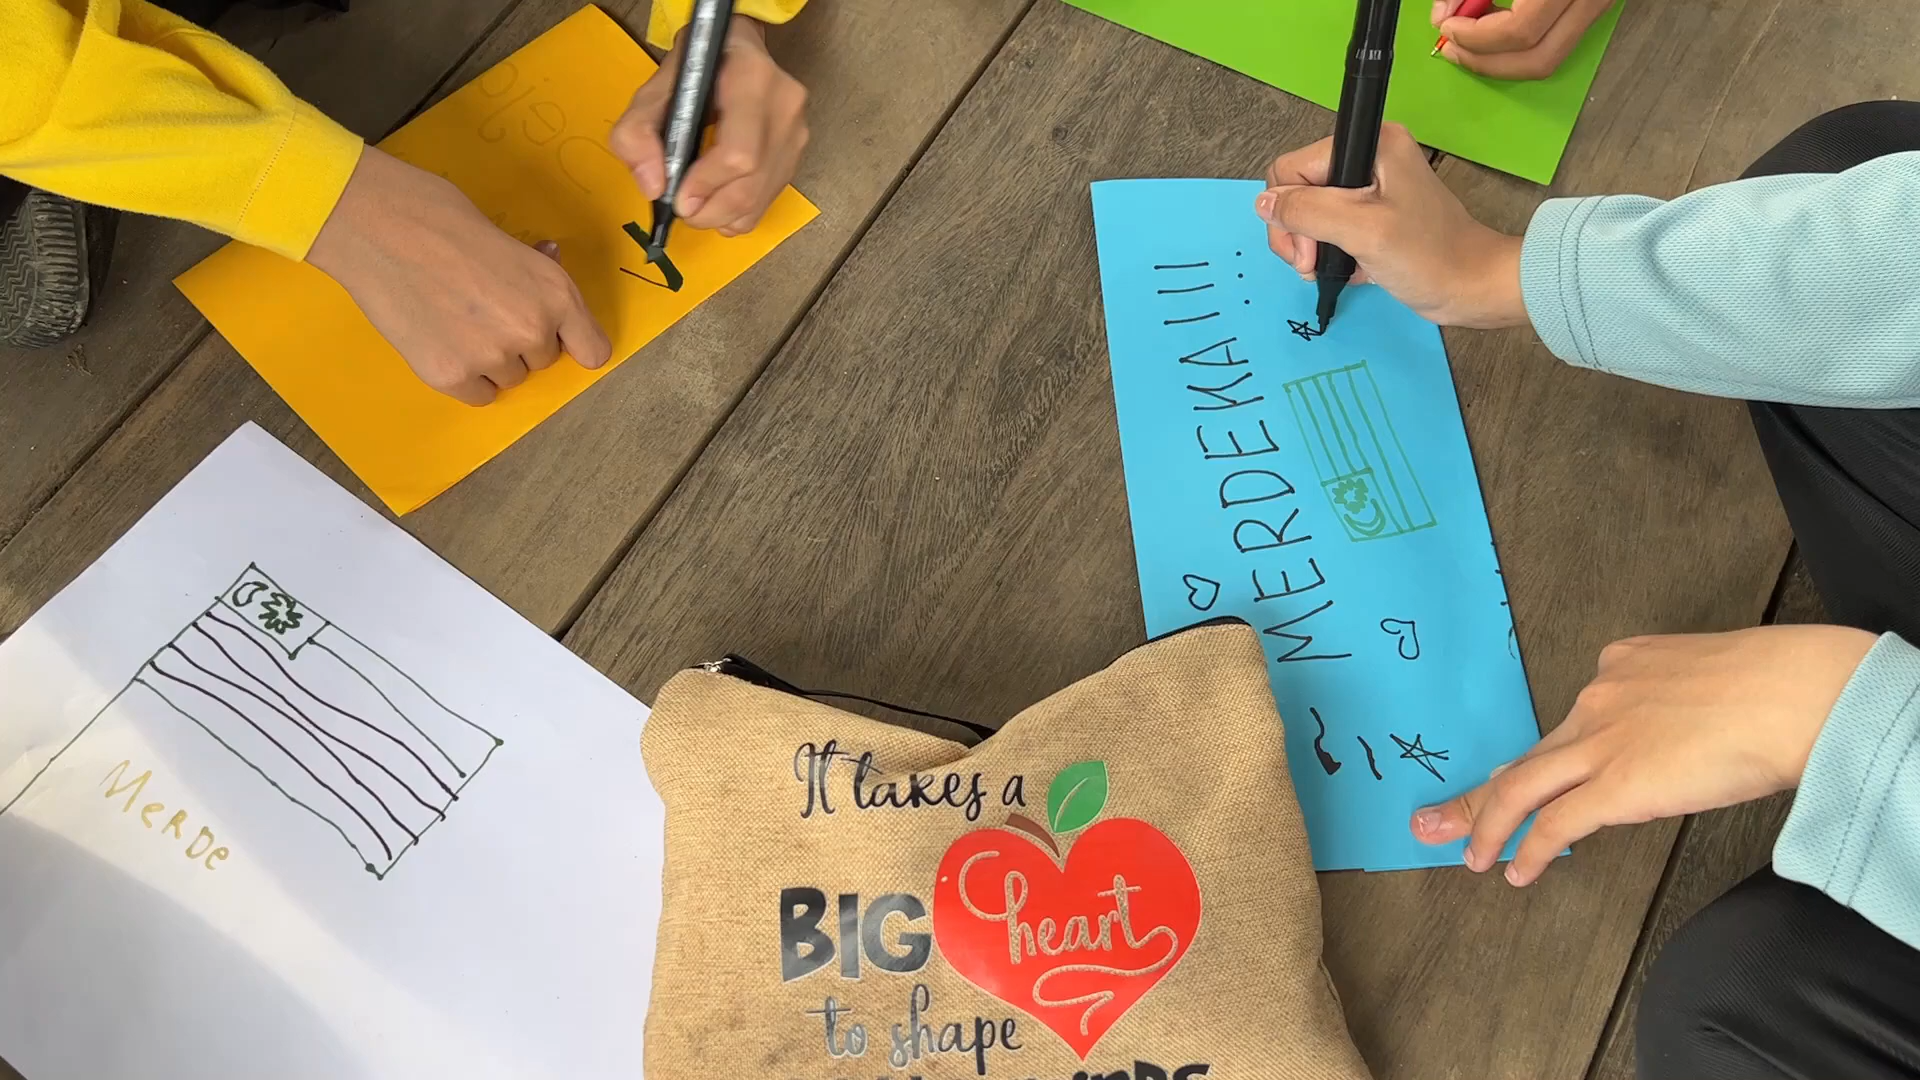 MERDEKA!!!
Merde
It takes a
BIG heart
to shape